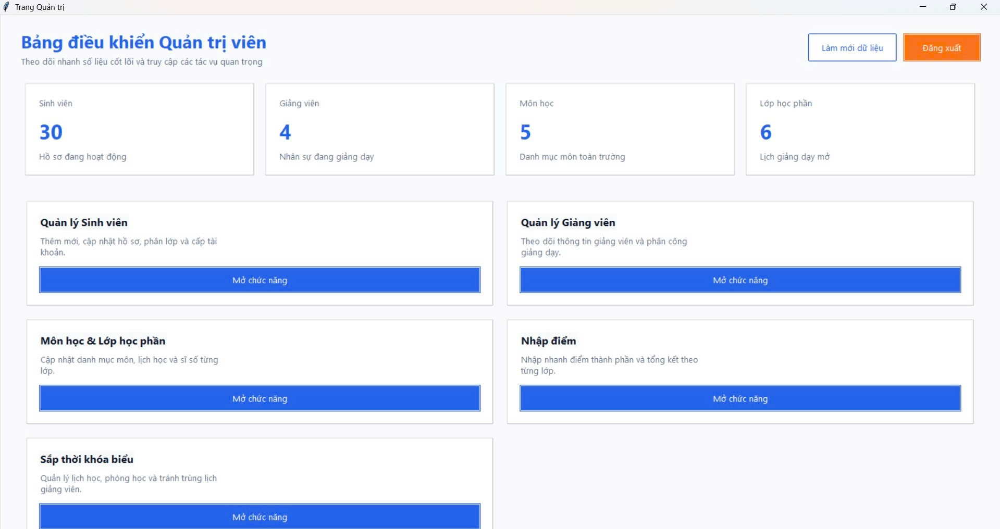 Trang Quản trị
Bảng điều khiển Quản trị viên
Theo dõi nhanh số liệu cốt lõi và truy cập các tác vụ quan trọng
Làm mới dữ liệu
Đăng xuất
Sinh viên
30
Hồ sơ đang hoạt động
Giảng viên
4
Nhân sự đang giảng dạy
Môn học
5
Danh mục môn toàn trường
Lớp học phần
6
Lịch giảng dạy mở
Quản lý Sinh viên
Thêm mới, cập nhật hồ sơ, phân lớp và cấp tài
khoản.
Mở chức năng
Quản lý Giảng viên
Theo dõi thông tin giảng viên và phân công
giảng dạy.
Mở chức năng
Môn học & Lớp học phần
Cập nhật danh mục môn, lịch học và sĩ số từng
lớp.
Mở chức năng
Nhập điểm
Nhập nhanh điểm thành phần và tổng kết theo
từng lớp.
Mở chức năng
Sắp thời khóa biểu
Quản lý lịch học, phòng học và tránh trùng lịch
giảng viên.
Mở chức năng